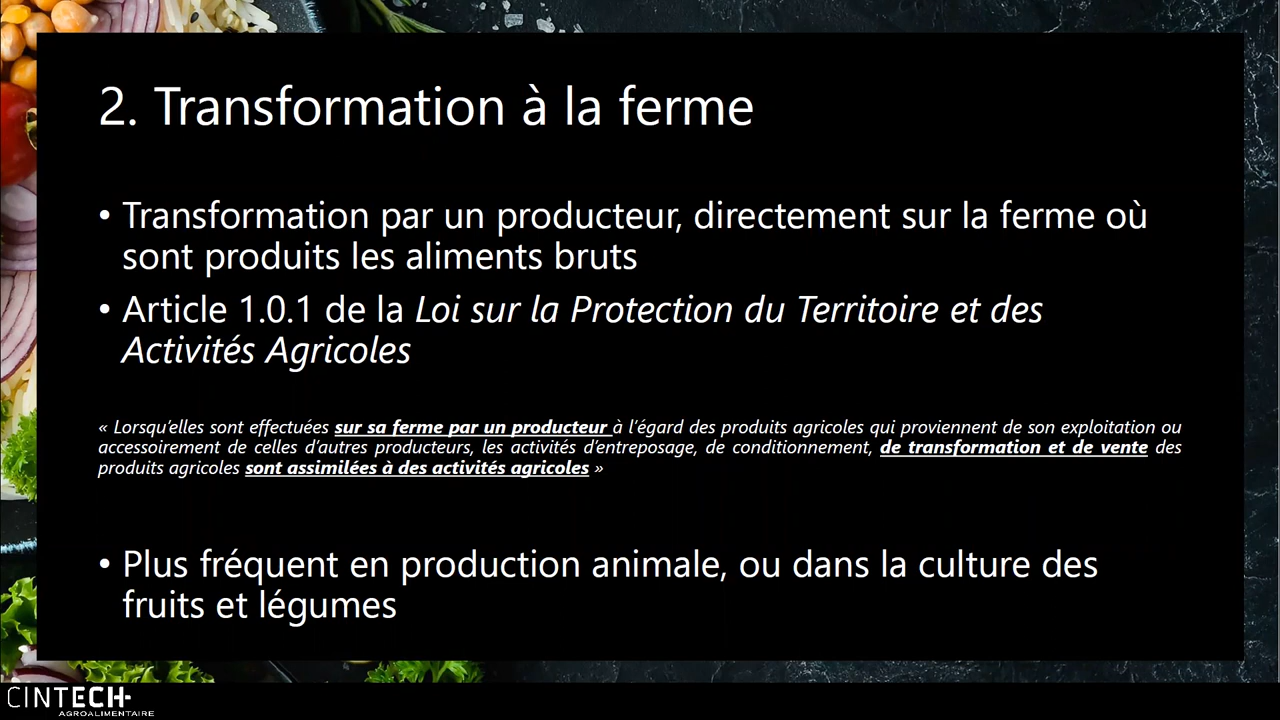 2. Transformation à la ferme
• Transformation par un producteur, directement sur la ferme où
sont produits les aliments bruts
• Article 1.0.1 de la Loi sur la Protection du Territoire et des
Activités Agricoles
« Lorsqu’elles sont effectuées sur sa ferme par un producteur à l’égard des produits agricoles qui proviennent de son exploitation ou
accessoirement de celles d’autres producteurs, les activités d’entreposage, de conditionnement, de transformation et de vente des
produits agricoles sont assimilées à des activités agricoles »
• Plus fréquent en production animale, ou dans la culture des
fruits et légumes
CINTECH
AGROALIMENTAIRE